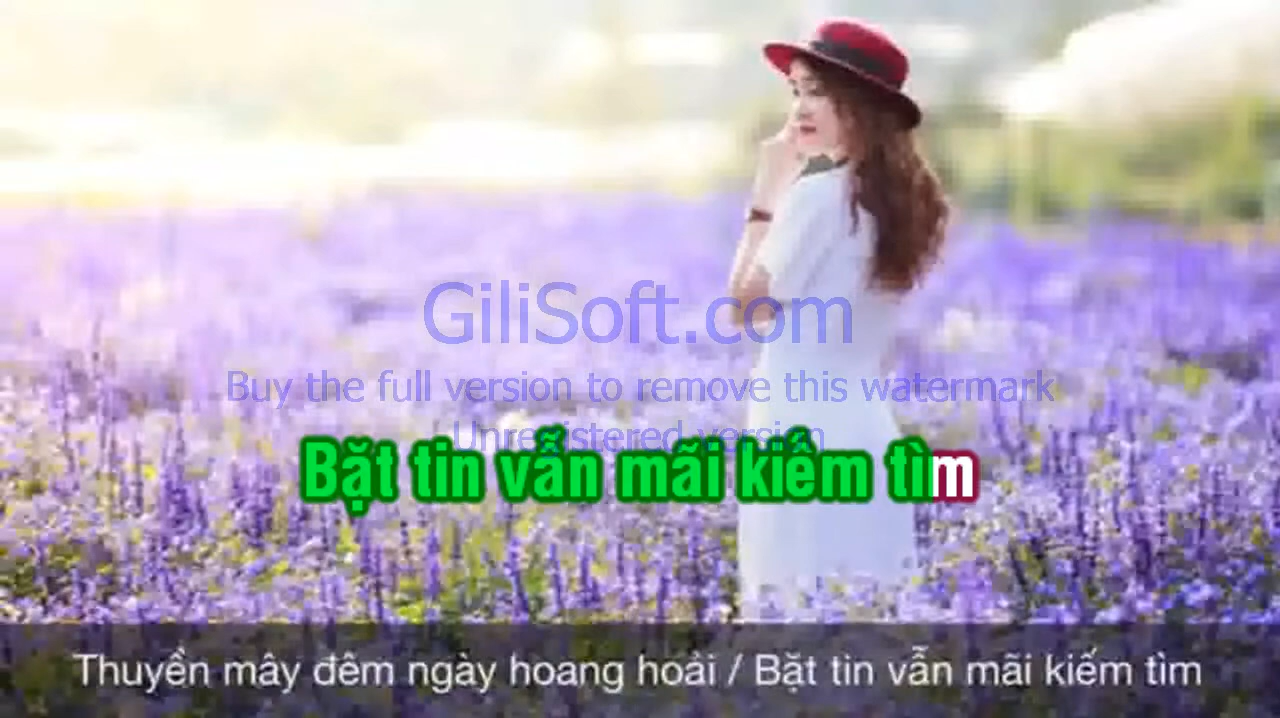 GiliSoft.com
Buy the full version to remove this watermark
Unregistered version
Bặt tin vẫn mãi kiếm tìm
Thuyền mây đêm ngày hoang hoải / Bặt tin vẫn mãi kiếm tìm